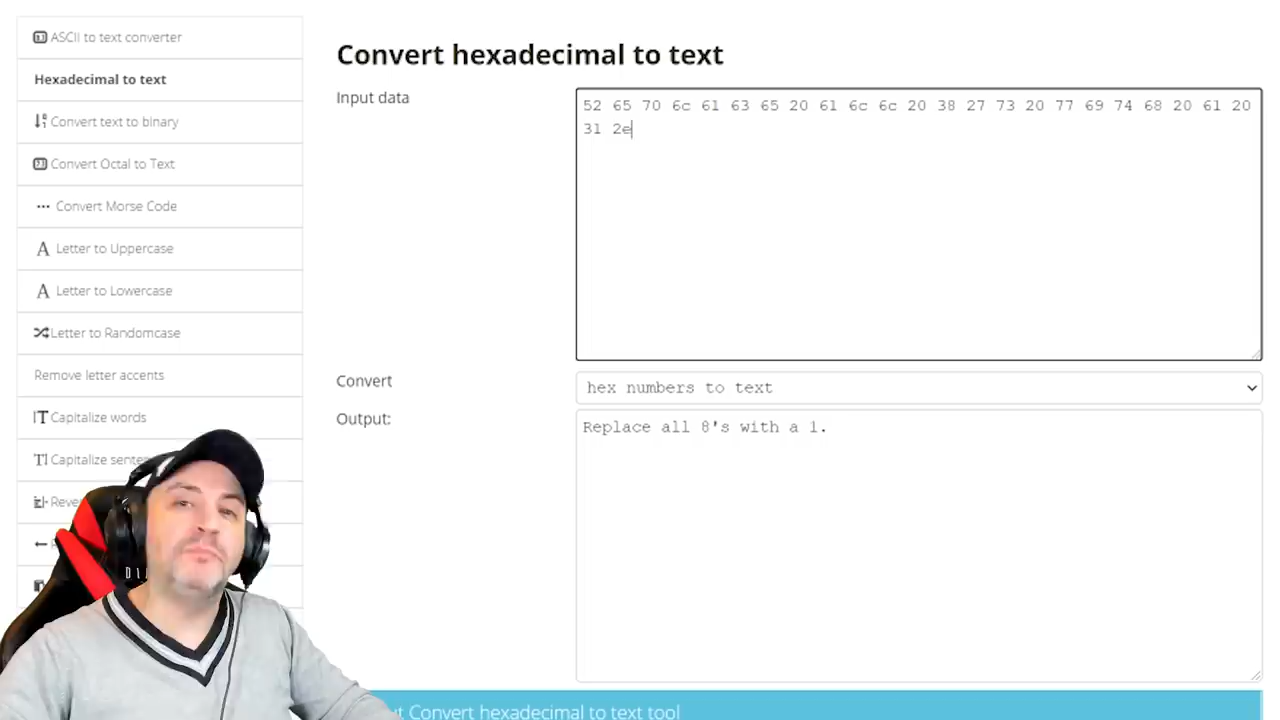 ASCII to text converter
Hexadecimal to text
Convert text to binary
Convert Octal to Text
Convert Morse Code
Letter to Uppercase
Letter to Lowercase
Letter to Randomcase
Remove letter accents
Capitalize words
Capitalize senten
Reve
Convert hexadecimal to text
Input data
52 65 70 6c 61 63 65 20 61 6c 6c 20 38 27 73 20 77 69 74 68 20 61 20
31 2e
Convert
hex numbers to text
Output:
Replace all 8's with a 1.
Convert hexadecimal to text tool